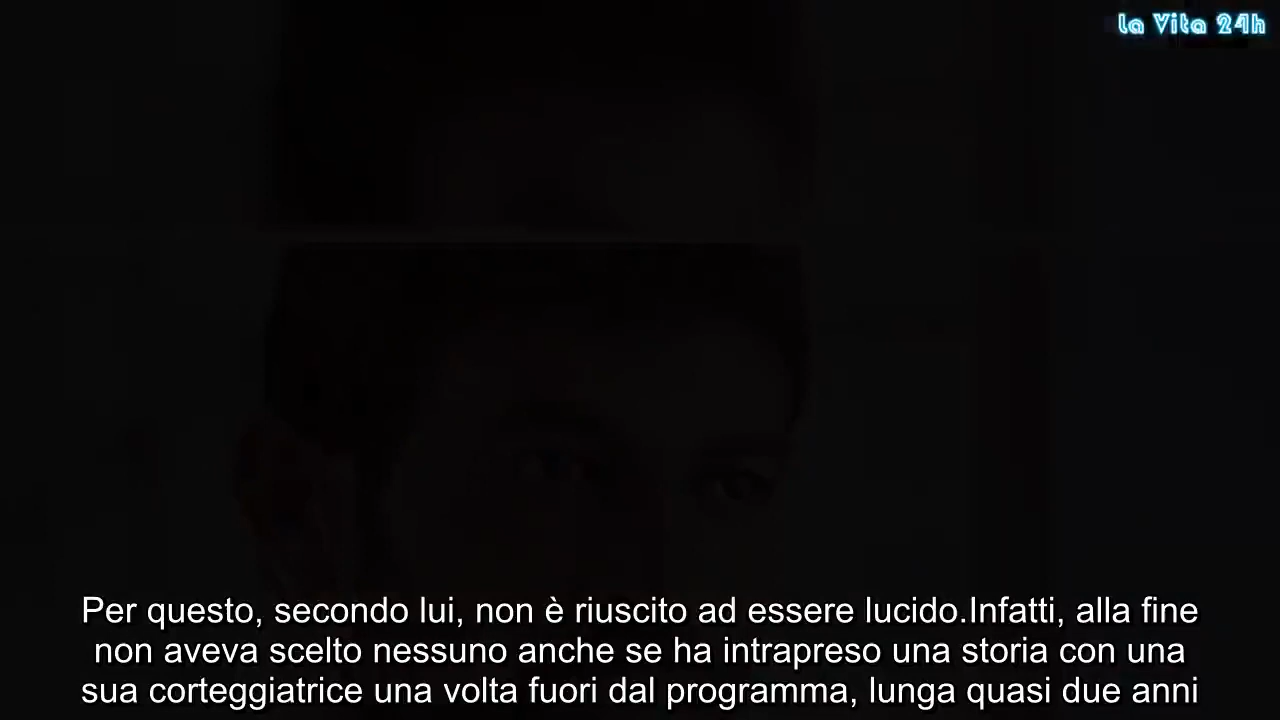 la Vita 24h
Per questo, secondo lui, non è riuscito ad essere lucido.Infatti, alla fine
non aveva scelto nessuno anche se ha intrapreso una storia con una
sua corteggiatrice una volta fuori dal programma, lunga quasi due anni